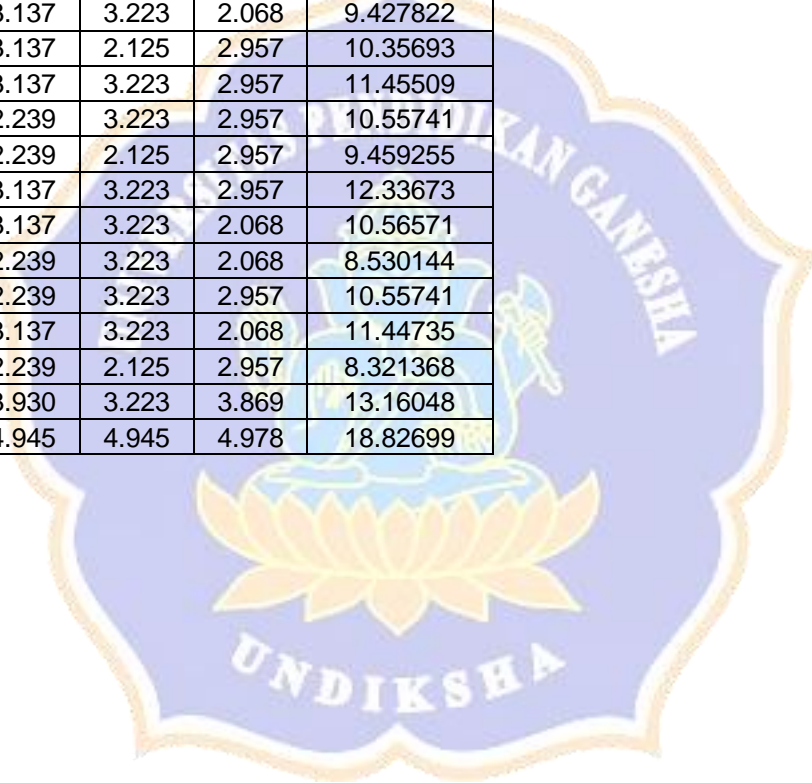 .137 3.223 2.068 9.427822
.137 2.125 2.957 10.35693
.137 3.223 2.957 11.45509
.239 3.223 2.957 10.55741
.239 2.125 2.957 9.459255
.137 3.223 2.957 12.33673
.137 3.223 2.068 10.56571
.239 3.223 2.068 8.530144
.239 3.223 2.957 10.55741
.137 3.223 2.068 11.44735
.239 2.125 2.957 8.321368
.930 3.223 3.869 13.16048
.945 4.945 4.978 18.82699
UNIVERSITAS PENDIDIKAN GANESHA
UNDIKSHA